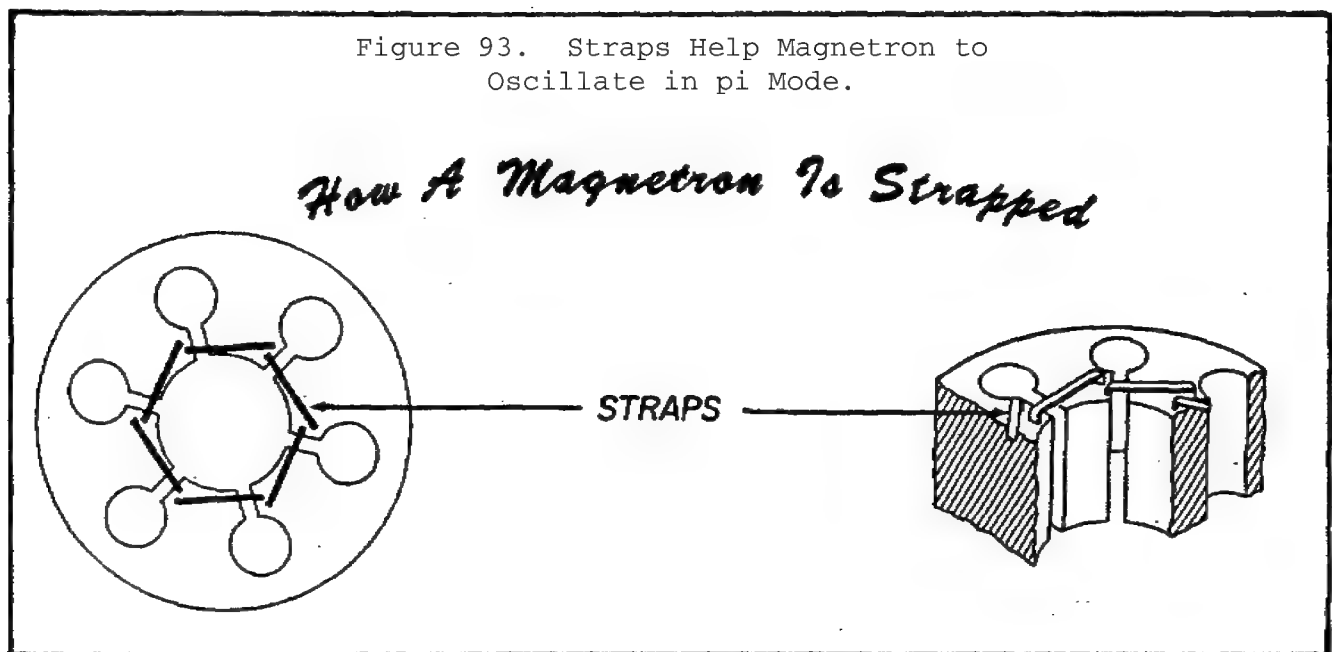 Figure 93. Straps Help Magnetron to
Oscillate in pi Mode.
How A Magnetron Is Strapped
STRAPS